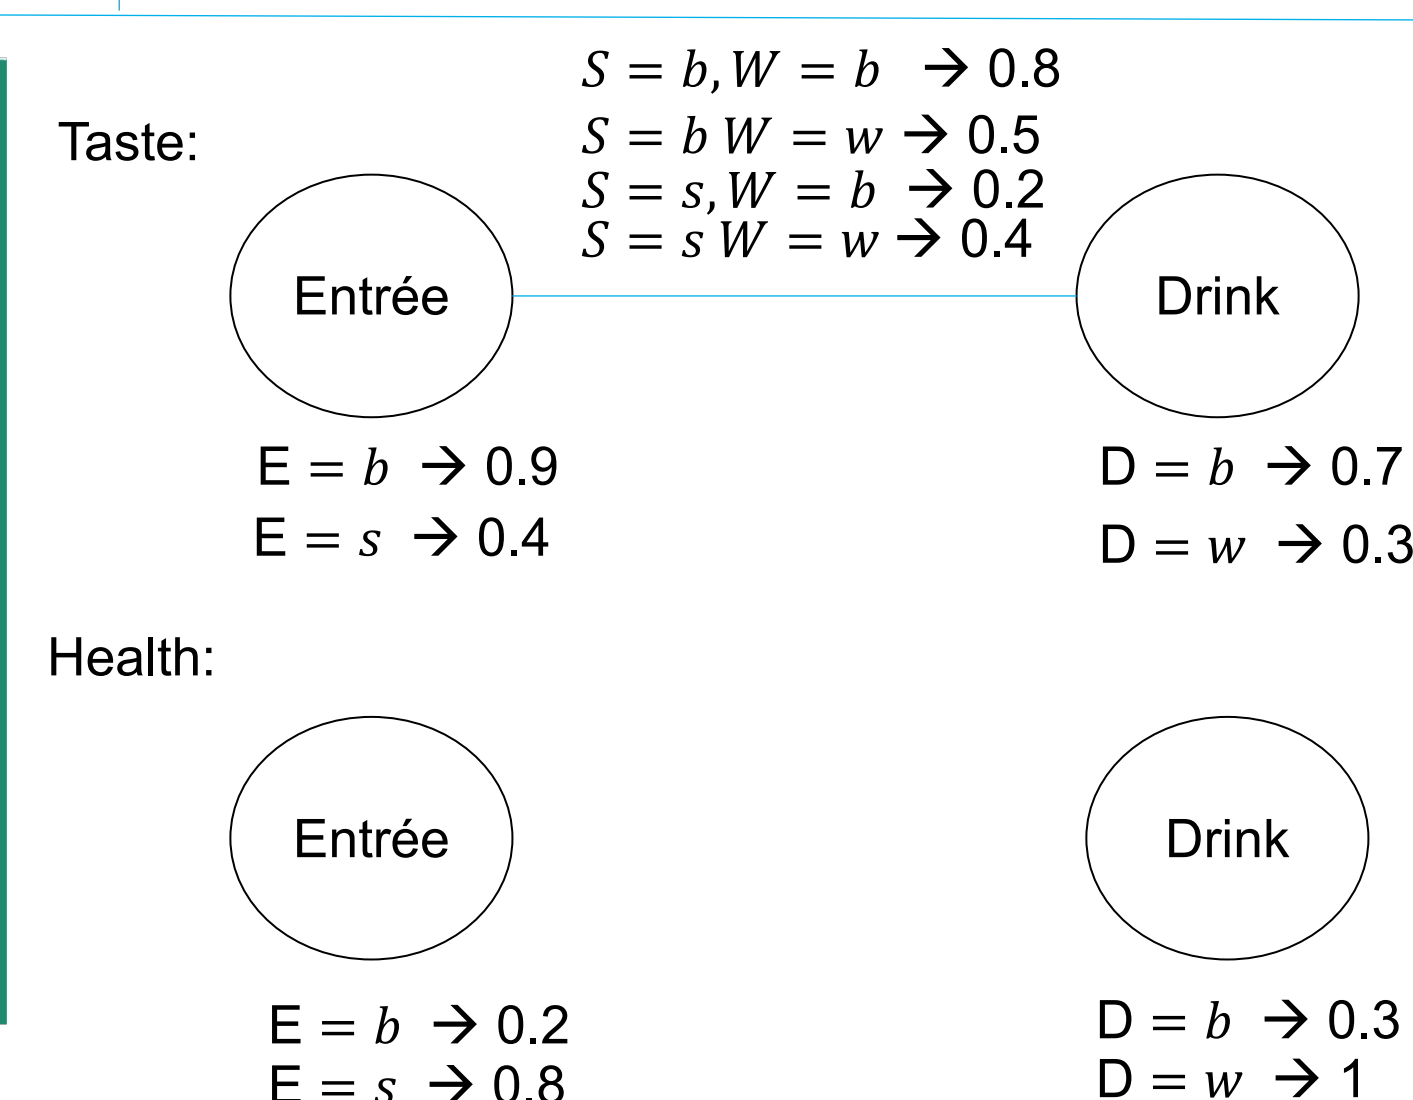 S = b, W = b → 0.8
Taste:
S = b W = w → 0.5
S = s, W = b → 0.2
S = s W = w → 0.4
Entrée
Drink
E = b → 0.9
D = b → 0.7
E = s → 0.4
D = w → 0.3
Health:
Entrée
Drink
E = b → 0.2
D = b → 0.3
E = s → 0.8
D = w → 1